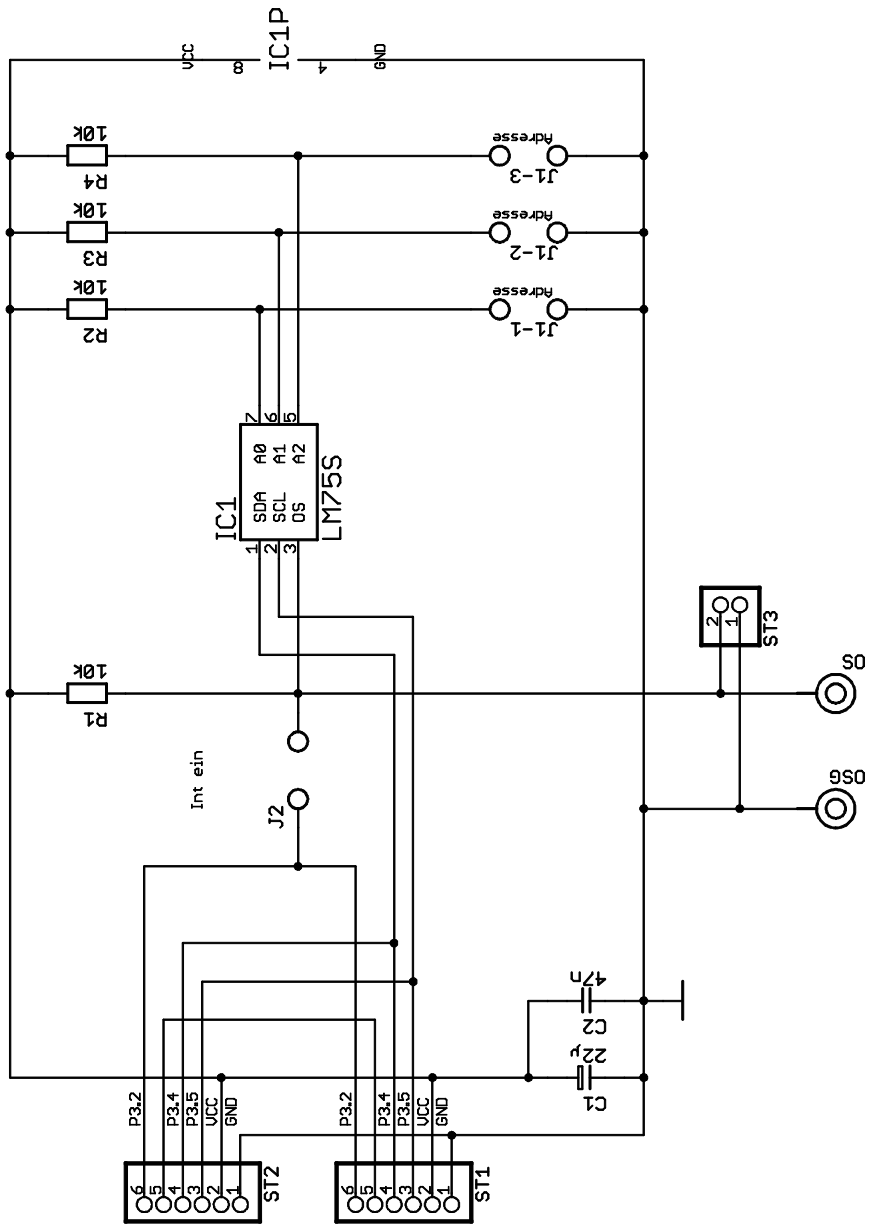 VCC
8
IC1P
4
GND
10k
R4
Adresse
J1-3
10k
R3
Adresse
J1-2
10k
R2
Adresse
J1-1
7
6
5
A0
A1
A2
IC1
SDA
SCL
OS
LM75S
1
2
3
2
1
ST3
10k
R1
OS
Int ein
J2
OSG
47n
C2
22µ
C1
P3.2
P3.4
P3.5
VCC
GND
6
5
4
3
2
1
ST2
P3.2
P3.4
P3.5
VCC
GND
6
5
4
3
2
1
ST1